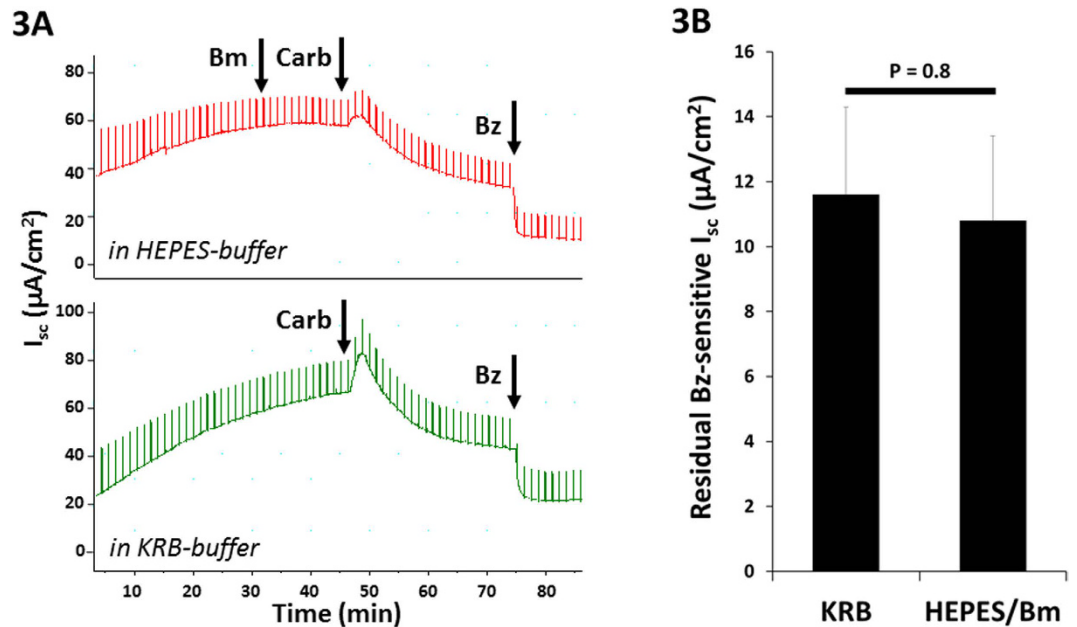 3A
Bm Carb
Bz
80
60
40
20
0
in HEPES-buffer
Isc (µA/cm²)
Carb
Bz
100
80
60
40
20
0
in KRB-buffer
10 20 30 40 50 60 70 80
Time (min)
3B
P = 0.8
16
14
12
10
8
6
4
2
0
Residual Bz-sensitive Isc (µA/cm²)
KRB HEPES/Bm